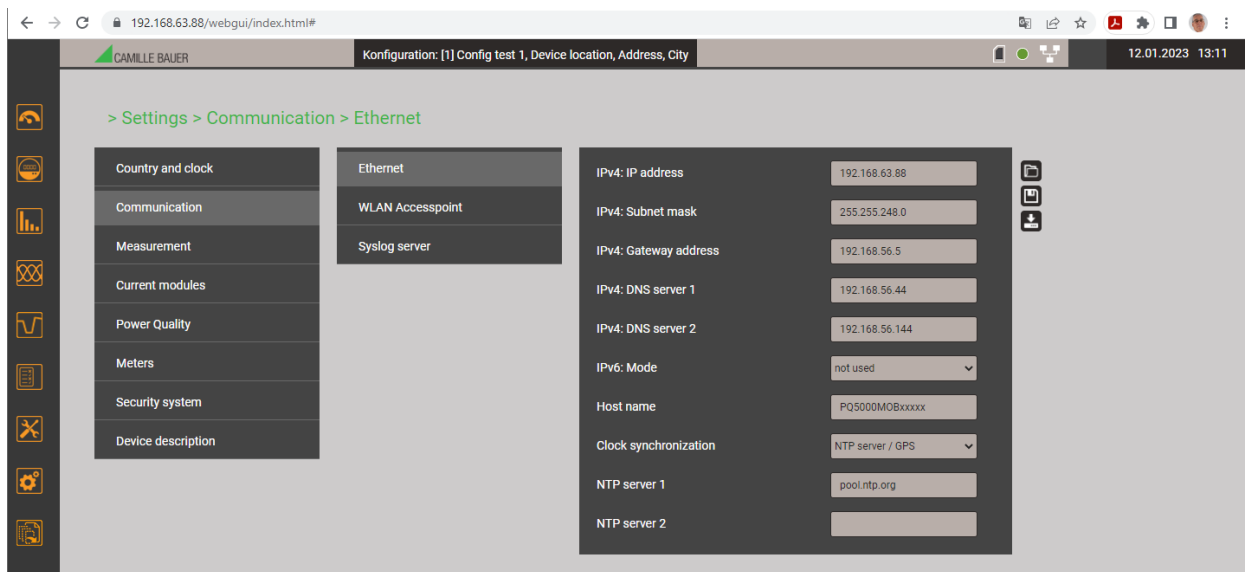 192.168.63.88/webgui/index.html#
CAMILLE BAUER
Konfiguration: [1] Config test 1, Device location, Address, City
12.01.2023 13:11
> Settings > Communication > Ethernet
Country and clock
Communication
Measurement
Current modules
Power Quality
Meters
Security system
Device description
Ethernet
WLAN Accesspoint
Syslog server
IPv4: IP address 192.168.63.88
IPv4: Subnet mask 255.255.248.0
IPv4: Gateway address 192.168.56.5
IPv4: DNS server 1 192.168.56.44
IPv4: DNS server 2 192.168.56.144
IPv6: Mode not used
Host name PQ5000MOBxxxxx
Clock synchronization NTP server / GPS
NTP server 1 pool.ntp.org
NTP server 2